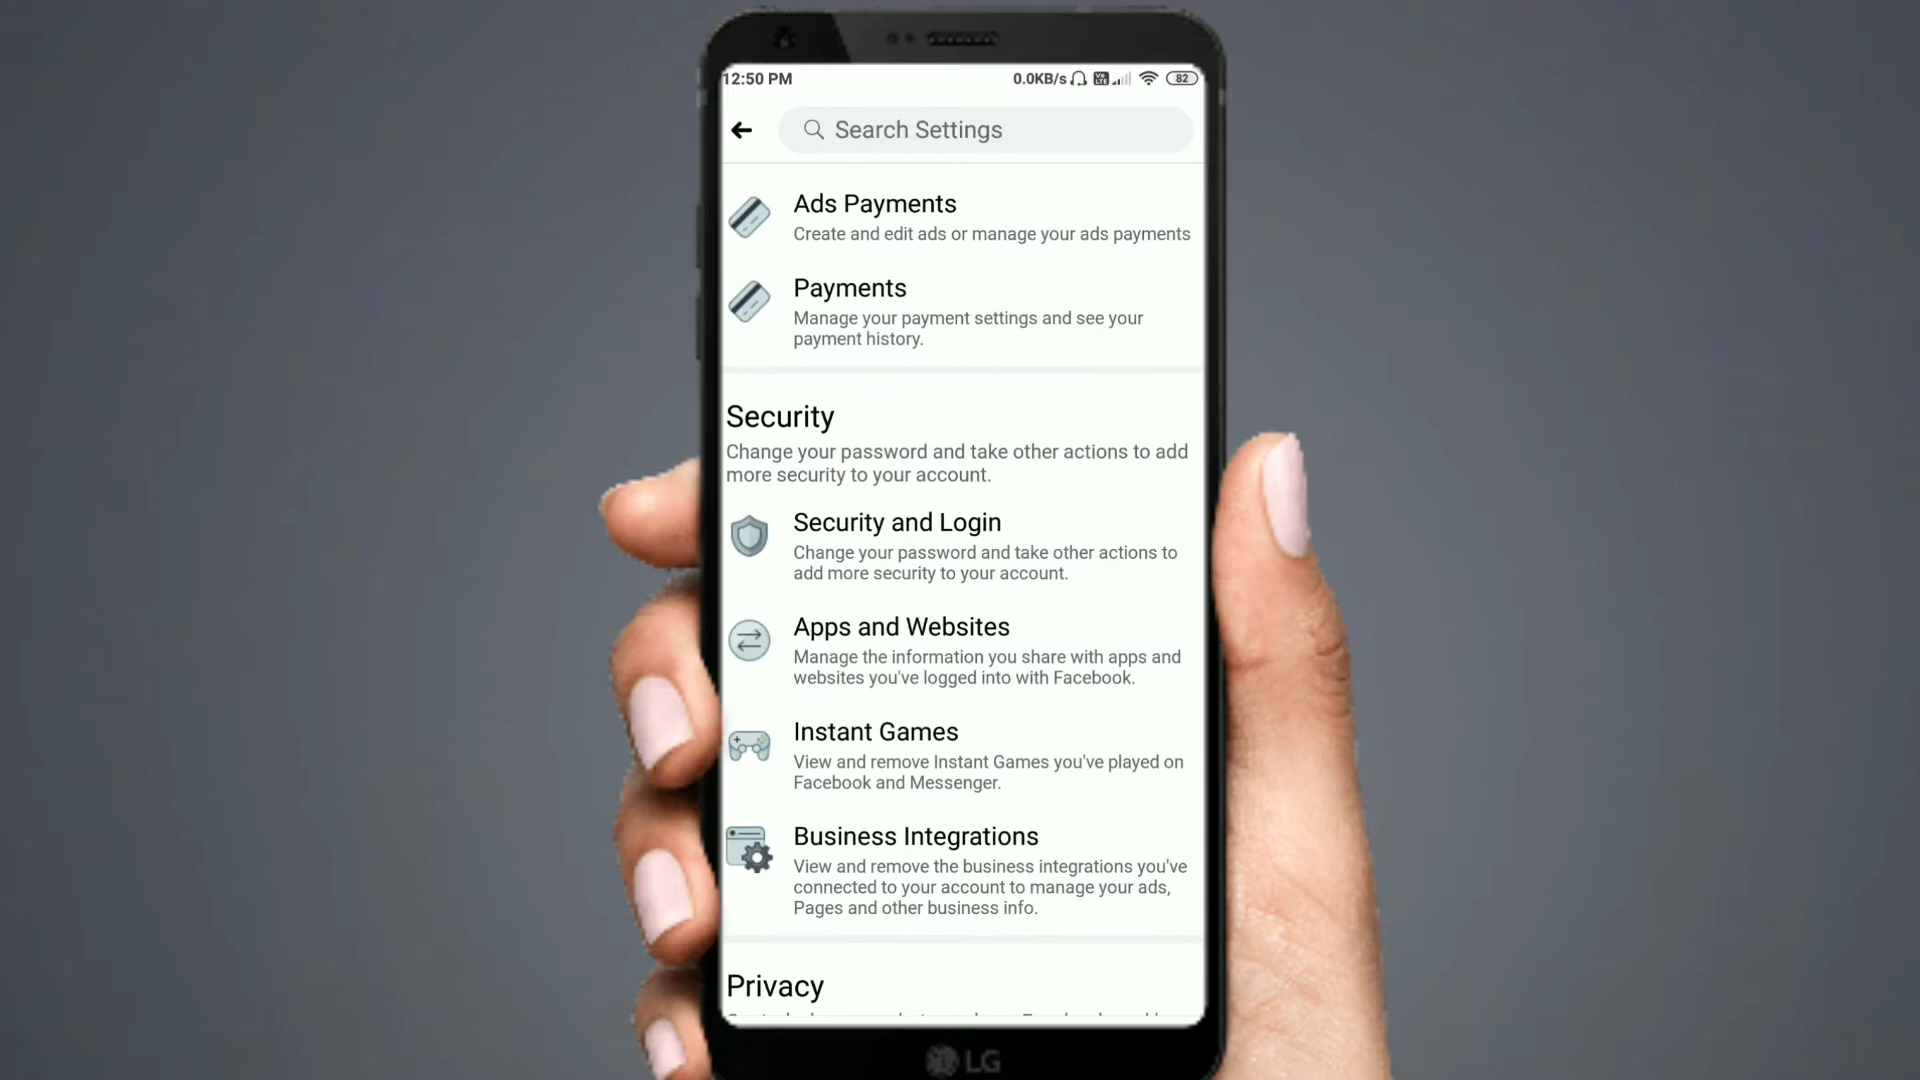 12:50 PM 0.0KB/s 82
Search Settings
Ads Payments
Create and edit ads or manage your ads payments
Payments
Manage your payment settings and see your
payment history.
Security
Change your password and take other actions to add
more security to your account.
Security and Login
Change your password and take other actions to
add more security to your account.
Apps and Websites
Manage the information you share with apps and
websites you've logged into with Facebook.
Instant Games
View and remove Instant Games you've played on
Facebook and Messenger.
Business Integrations
View and remove the business integrations you've
connected to your account to manage your ads,
Pages and other business info.
Privacy
LG